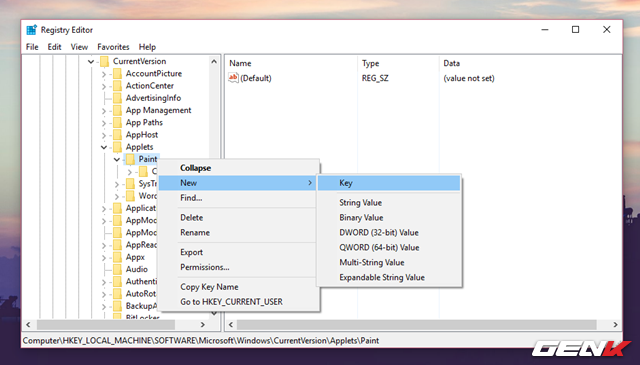 Registry Editor
File Edit View Favorites Help
CurrentVersion
AccountPicture
ActionCenter
AdvertisingInfo
App Management
App Paths
AppHost
Applets
Paint
C
SysTr
Word
Applicat
AppMod
AppMod
AppRead
Appx
Audio
Authenti
AutoRot
BackupA
BitLocker
Name Type Data
ab (Default) REG_SZ (value not set)
Collapse
New
Find...
Delete
Rename
Export
Permissions...
Copy Key Name
Go to HKEY_CURRENT_USER
Key
String Value
Binary Value
DWORD (32-bit) Value
QWORD (64-bit) Value
Multi-String Value
Expandable String Value
Computer\HKEY_LOCAL_MACHINE\SOFTWARE\Microsoft\Windows\CurrentVersion\Applets\Paint
GENK